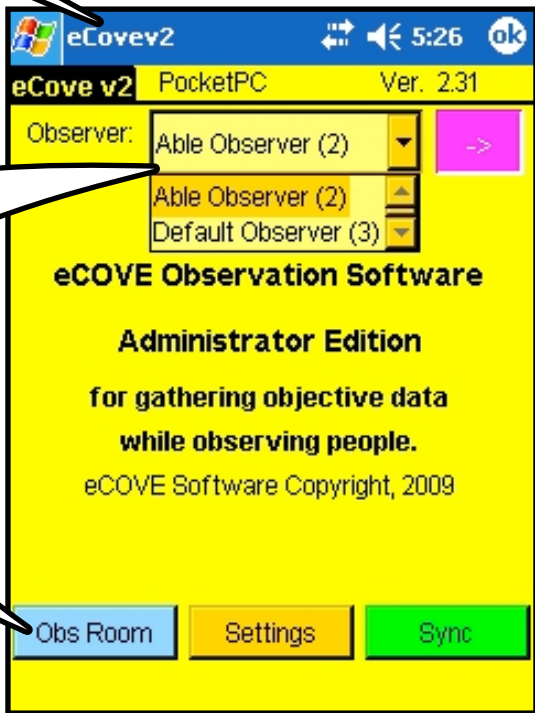 eCovev2 5:26 ok
eCove v2 PocketPC Ver. 2.31
Observer: Able Observer (2) ->
Able Observer (2)
Default Observer (3)
eCOVE Observation Software
Administrator Edition
for gathering objective data
while observing people.
eCOVE Software Copyright, 2009
Obs Room Settings Sync